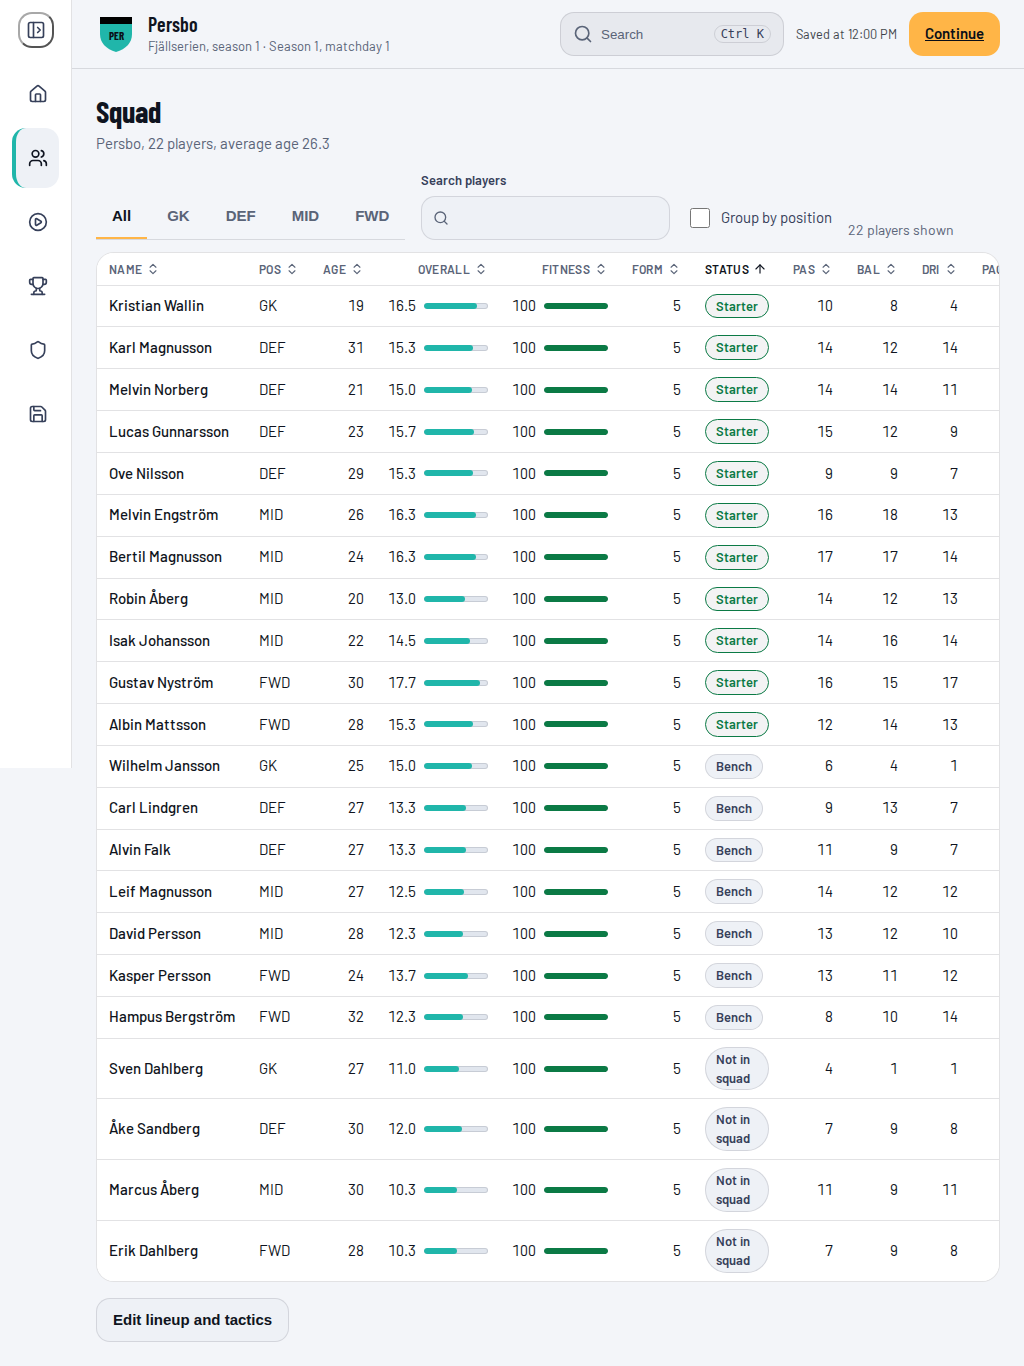 PER
Persbo
Fjällserien, season 1 · Season 1, matchday 1
Search
Ctrl K
Saved at 12:00 PM
Continue
Squad
Persbo, 22 players, average age 26.3
Search players
All GK DEF MID FWD
Group by position
22 players shown
NAME POS AGE OVERALL FITNESS FORM STATUS PAS BAL DRI
Kristian Wallin GK 19 16.5 100 5 Starter 10 8 4
Karl Magnusson DEF 31 15.3 100 5 Starter 14 12 14
Melvin Norberg DEF 21 15.0 100 5 Starter 14 14 11
Lucas Gunnarsson DEF 23 15.7 100 5 Starter 15 12 9
Ove Nilsson DEF 29 15.3 100 5 Starter 9 9 7
Melvin Engström MID 26 16.3 100 5 Starter 16 18 13
Bertil Magnusson MID 24 16.3 100 5 Starter 17 17 14
Robin Åberg MID 20 13.0 100 5 Starter 14 12 13
Isak Johansson MID 22 14.5 100 5 Starter 14 16 14
Gustav Nyström FWD 30 17.7 100 5 Starter 16 15 17
Albin Mattsson FWD 28 15.3 100 5 Starter 12 14 13
Wilhelm Jansson GK 25 15.0 100 5 Bench 6 4 1
Carl Lindgren DEF 27 13.3 100 5 Bench 9 13 7
Alvin Falk DEF 27 13.3 100 5 Bench 11 9 7
Leif Magnusson MID 27 12.5 100 5 Bench 14 12 12
David Persson MID 28 12.3 100 5 Bench 13 12 10
Kasper Persson FWD 24 13.7 100 5 Bench 13 11 12
Hampus Bergström FWD 32 12.3 100 5 Bench 8 10 14
Sven Dahlberg GK 27 11.0 100 5 Not in squad 4 1 1
Åke Sandberg DEF 30 12.0 100 5 Not in squad 7 9 8
Marcus Åberg MID 30 10.3 100 5 Not in squad 11 9 11
Erik Dahlberg FWD 28 10.3 100 5 Not in squad 7 9 8
Edit lineup and tactics